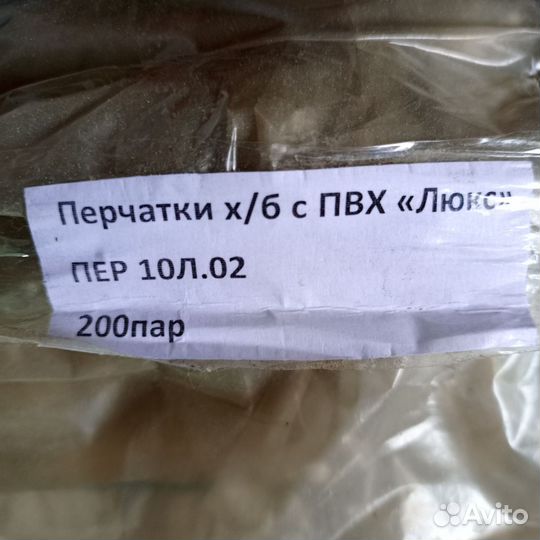 Перчатки х/б с ПВХ «Люкс»
ПЕР 10Л.02
200пар
Avito